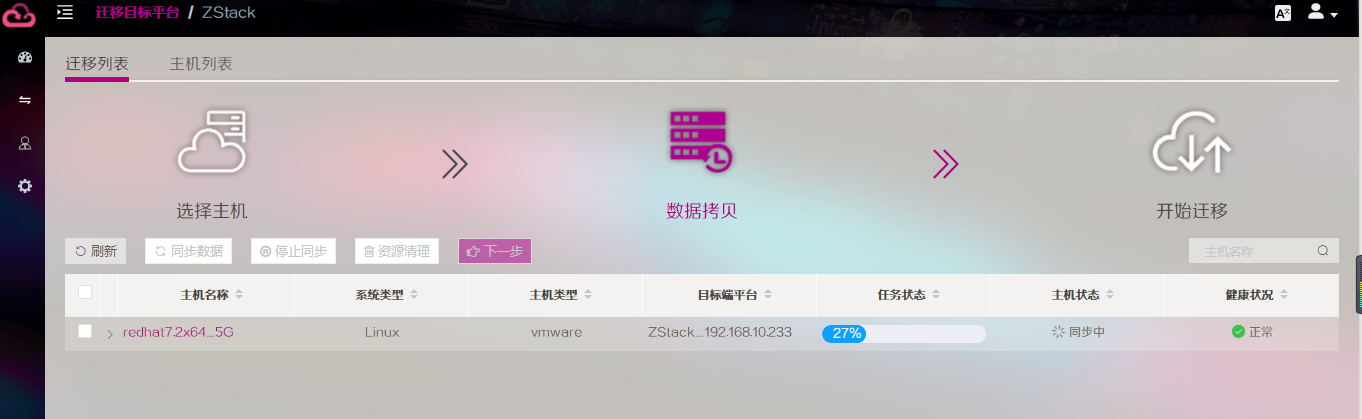 迁移目标平台 / ZStack
迁移列表 主机列表
选择主机 数据拷贝 开始迁移
刷新 同步数据 停止同步 资源清理 下一步 主机名称
主机名称 系统类型 主机类型 目标端平台 任务状态 主机状态 健康状况
redhat7.2x64_5G Linux vmware ZStack_192.168.10.233 27% 同步中 正常